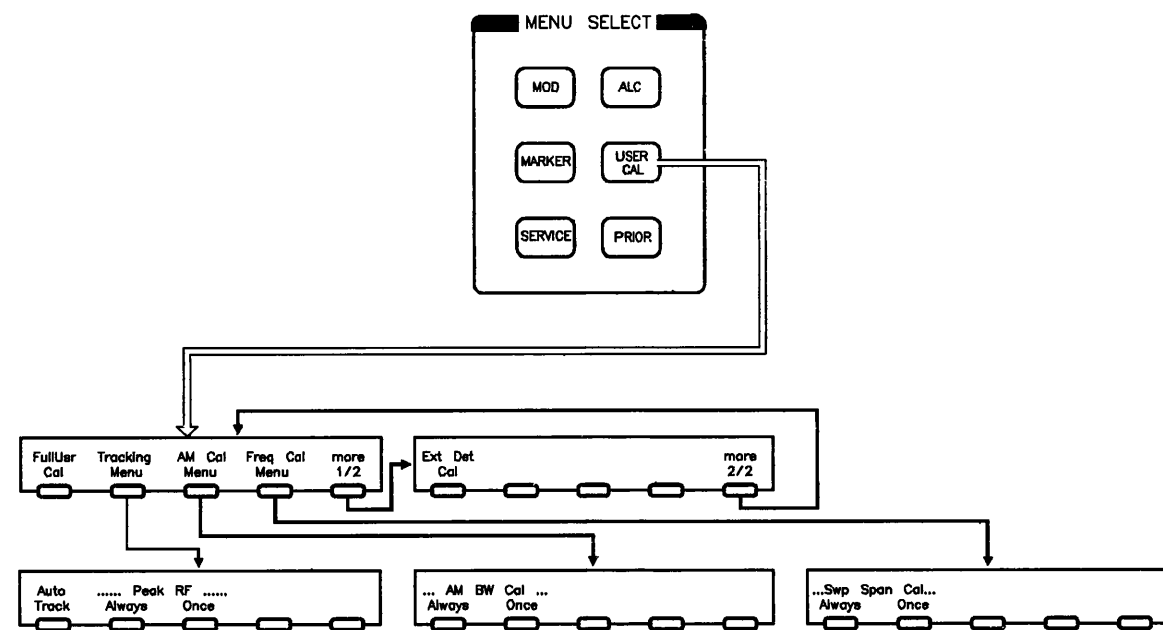 MENU SELECT
MOD ALC
MARKER USER CAL
SERVICE PRIOR
FullUsr Tracking AM Cal Freq Cal more
Cal Menu Menu Menu 1/2
Ext Det more
Cal 2/2
Auto ...... Peak RF ......
Track Always Once
... AM BW Cal ...
Always Once
...Swp Span Cal...
Always Once